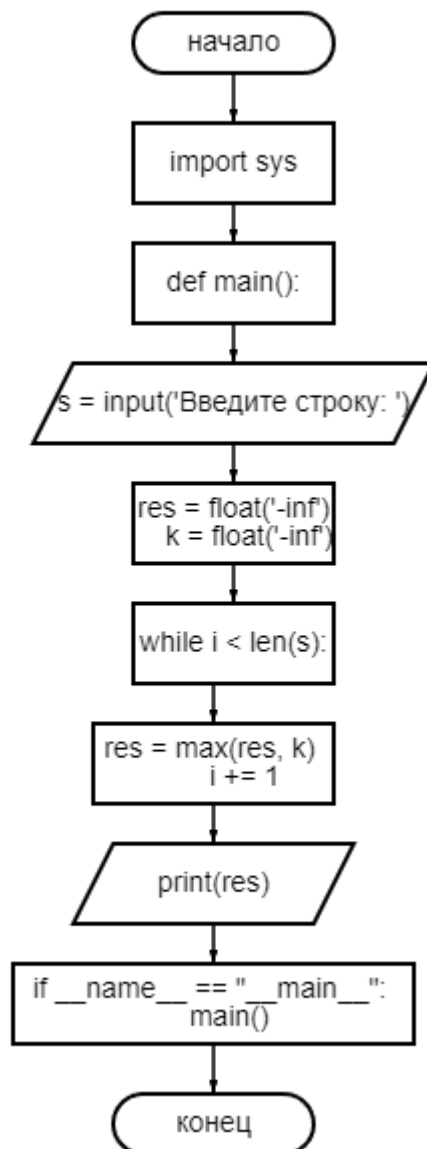 начало
import sys
def main():
s = input('Введите строку: ')
res = float('-inf')
k = float('-inf')
while i < len(s):
res = max(res, k)
i += 1
print(res)
if __name__ == "__main__":
main()
конец